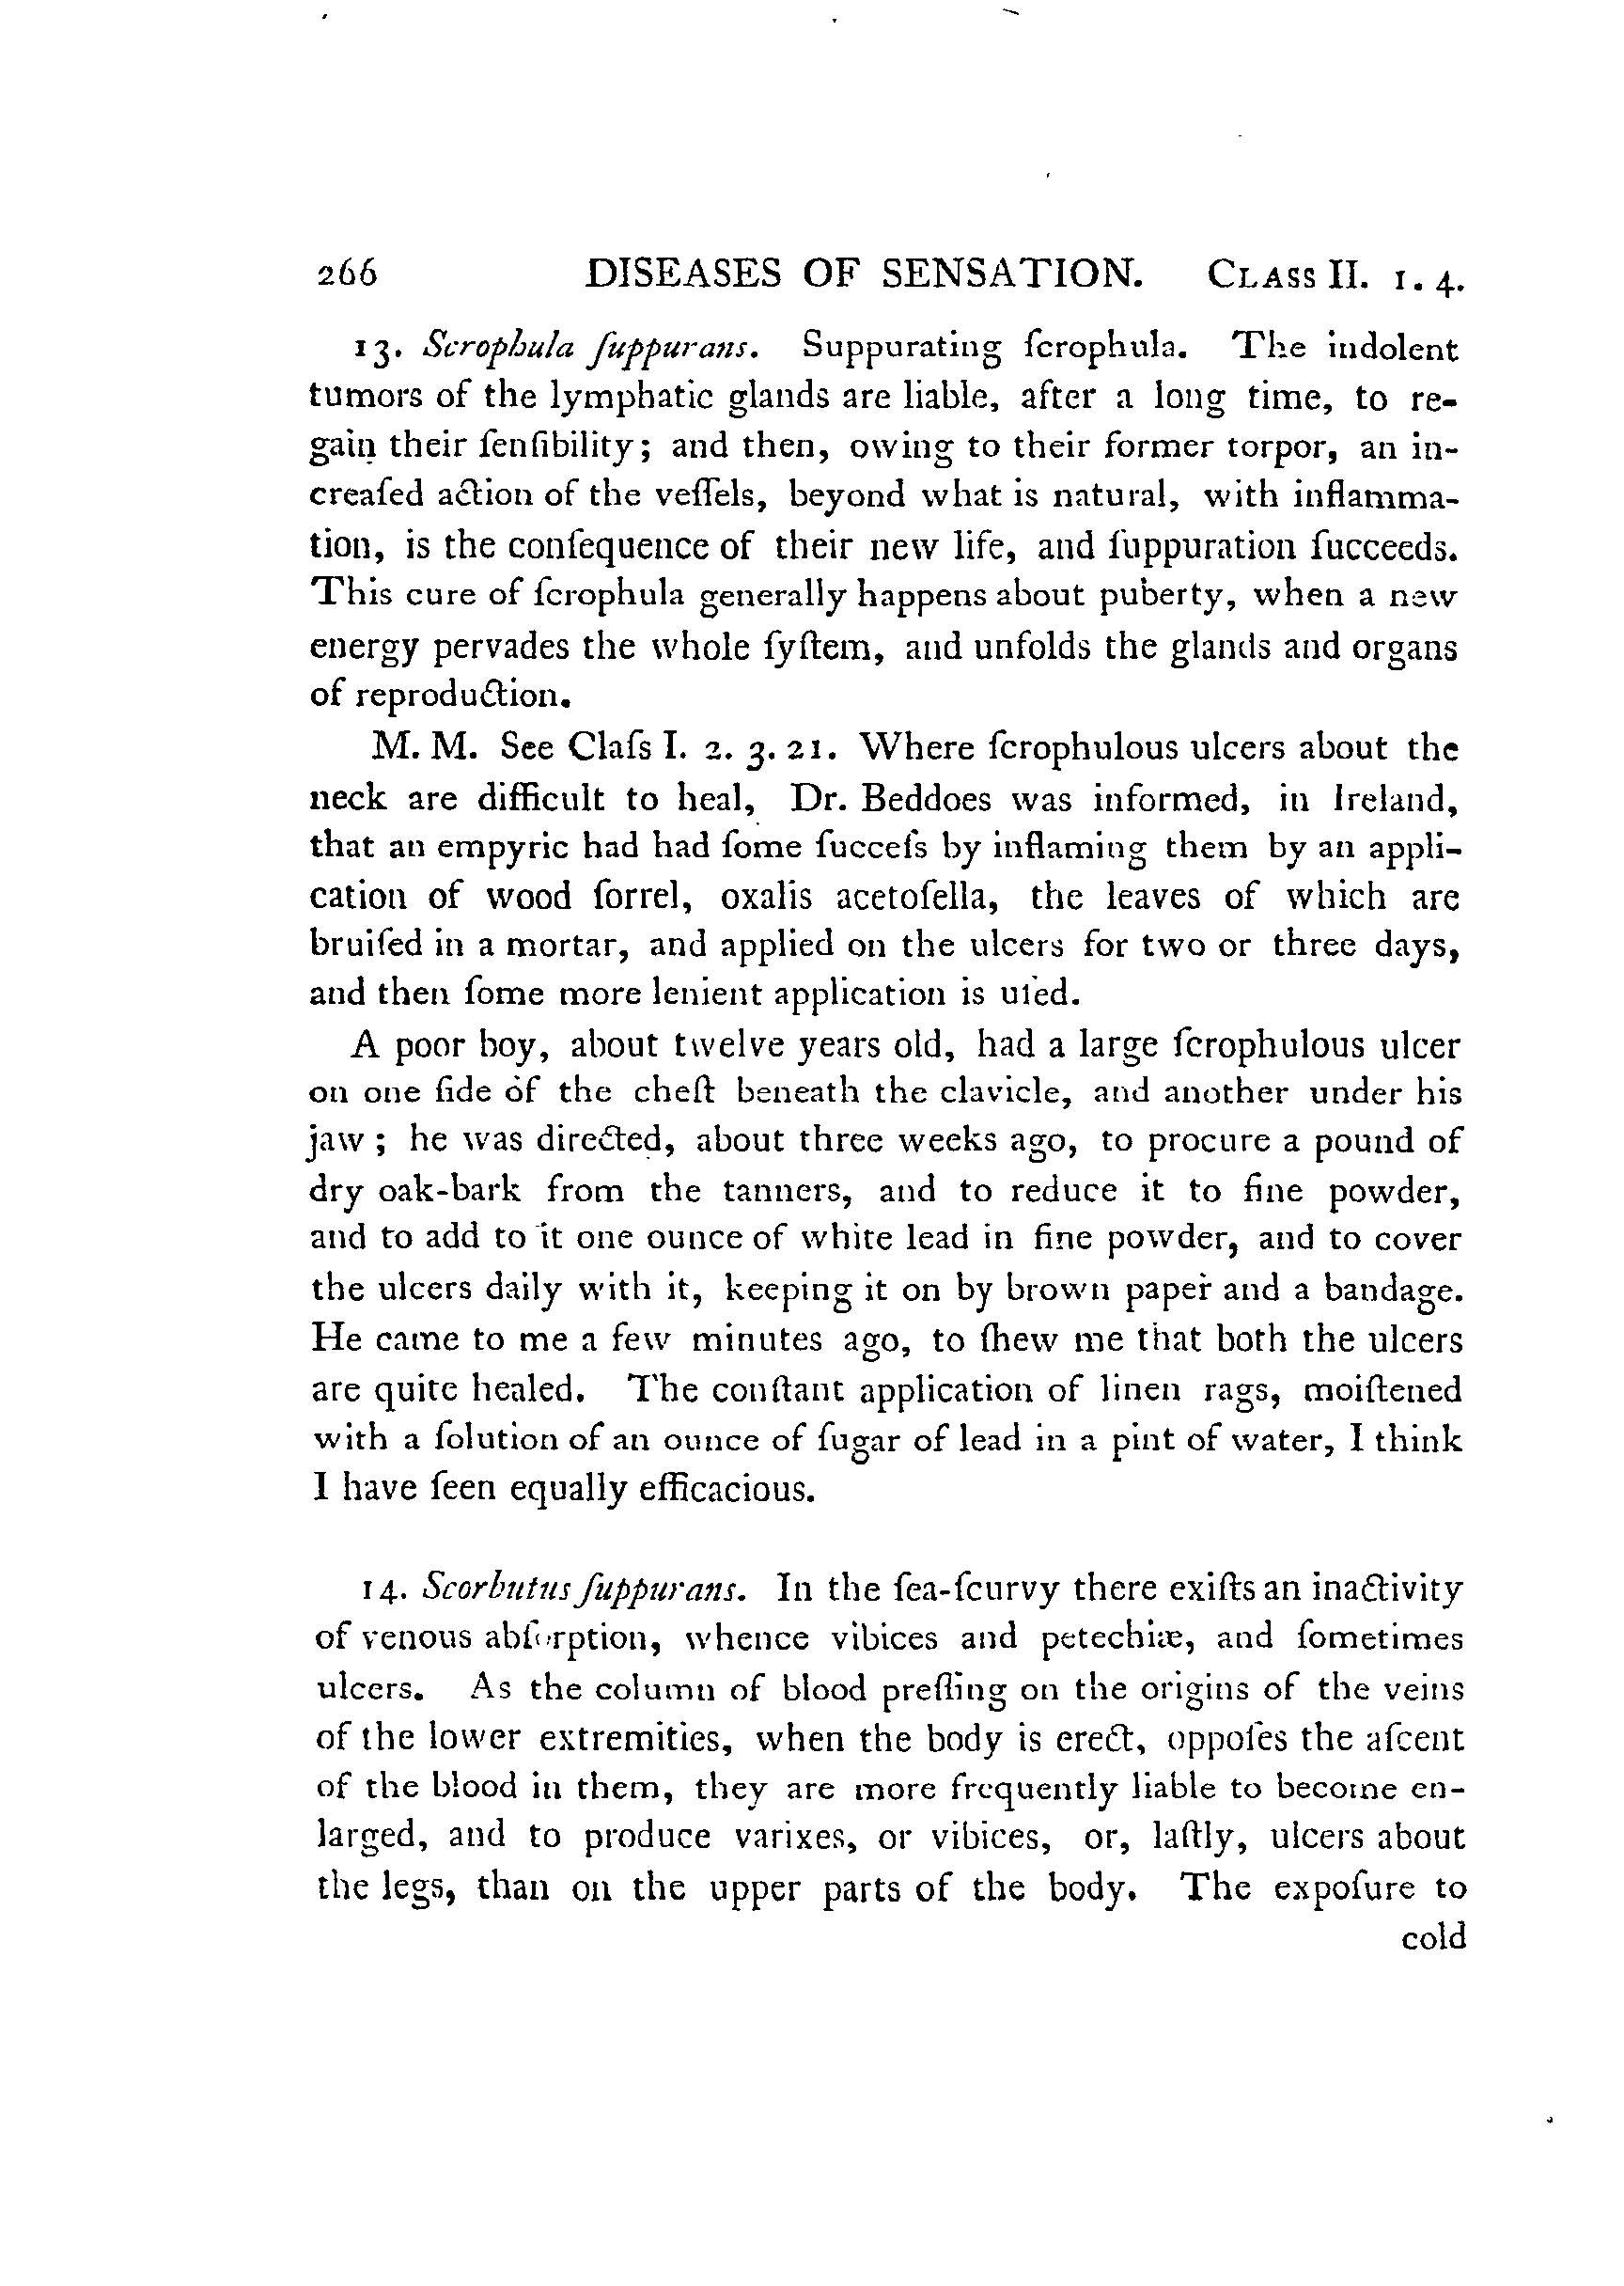 266 DISEASES OF SENSATION. CLASS II. 1. 4.
13. Scrophula ſuppurans. Suppurating ſcrophula. The indolent
tumors of the lymphatic glands are liable, after a long time, to re-
gain their ſenſibility; and then, owing to their former torpor, an in-
creaſed action of the veſſels, beyond what is natural, with inflamma-
tion, is the conſequence of their new life, and ſuppuration ſucceeds.
This cure of ſcrophula generally happens about puberty, when a new
energy pervades the whole ſyſtem, and unfolds the glands and organs
of reproduction.
M. M. See Claſs I. 2. 3. 21. Where ſcrophulous ulcers about the
neck are difficult to heal, Dr. Beddoes was informed, in Ireland,
that an empyric had had ſome ſucceſs by inflaming them by an appli-
cation of wood ſorrel, oxalis acetoſella, the leaves of which are
bruiſed in a mortar, and applied on the ulcers for two or three days,
and then ſome more lenient application is uſed.
A poor boy, about twelve years old, had a large ſcrophulous ulcer
on one ſide of the cheſt beneath the clavicle, and another under his
jaw; he was directed, about three weeks ago, to procure a pound of
dry oak-bark from the tanners, and to reduce it to fine powder,
and to add to it one ounce of white lead in fine powder, and to cover
the ulcers daily with it, keeping it on by brown paper and a bandage.
He came to me a few minutes ago, to ſhew me that both the ulcers
are quite healed. The conſtant application of linen rags, moiſtened
with a ſolution of an ounce of ſugar of lead in a pint of water, I think
I have ſeen equally efficacious.
14. Scorbutus ſuppurans. In the ſea-ſcurvy there exiſts an inactivity
of venous abſorption, whence vibices and petechiæ, and ſometimes
ulcers. As the column of blood preſſing on the origins of the veins
of the lower extremities, when the body is erect, oppoſes the aſcent
of the blood in them, they are more frequently liable to become en-
larged, and to produce varixes, or vibices, or, laſtly, ulcers about
the legs, than on the upper parts of the body. The expoſure to
cold